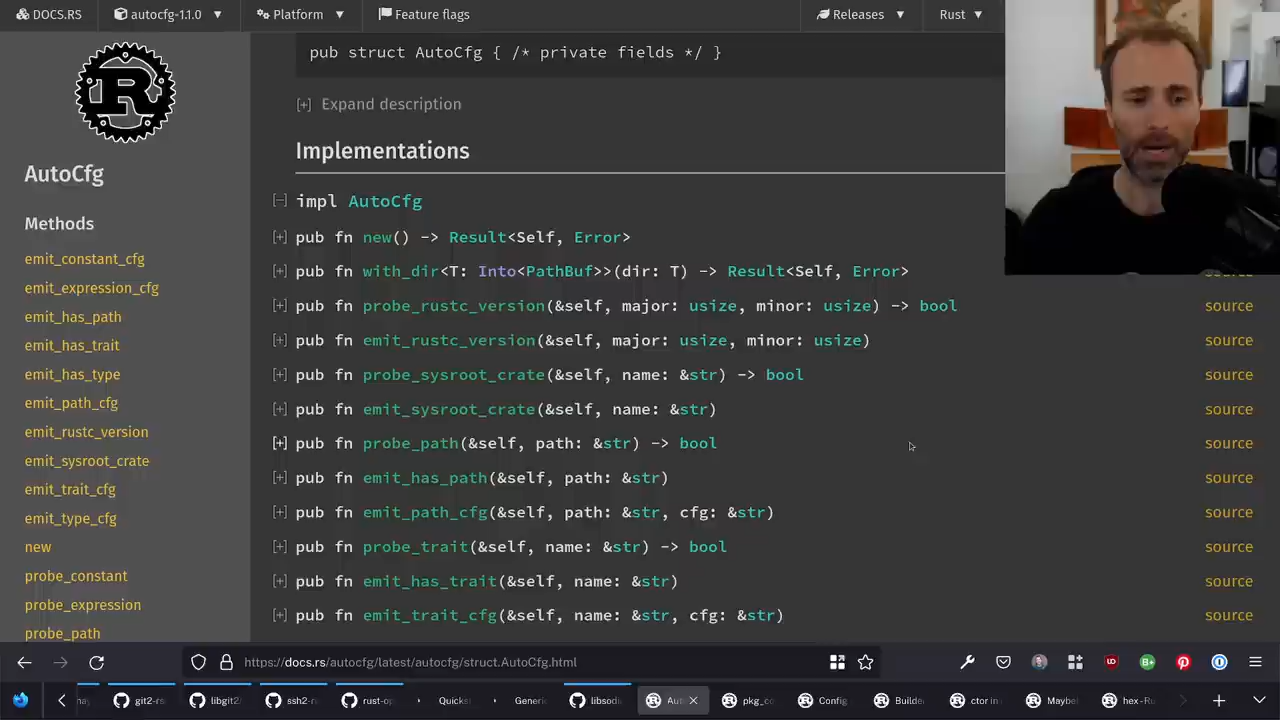 DOCS.RS autocfg-1.1.0 Platform Feature flags Releases Rust
pub struct AutoCfg { /* private fields */ }
[+] Expand description
Implementations
AutoCfg
Methods
emit_constant_cfg
emit_expression_cfg
emit_has_path
emit_has_trait
emit_has_type
emit_path_cfg
emit_rustc_version
emit_sysroot_crate
emit_trait_cfg
emit_type_cfg
new
probe_constant
probe_expression
probe_path
[−] impl AutoCfg
[+] pub fn new() -> Result<Self, Error>
[+] pub fn with_dir<T: Into<PathBuf>>(dir: T) -> Result<Self, Error>
[+] pub fn probe_rustc_version(&self, major: usize, minor: usize) -> bool source
[+] pub fn emit_rustc_version(&self, major: usize, minor: usize) source
[+] pub fn probe_sysroot_crate(&self, name: &str) -> bool source
[+] pub fn emit_sysroot_crate(&self, name: &str) source
[+] pub fn probe_path(&self, path: &str) -> bool source
[+] pub fn emit_has_path(&self, path: &str) source
[+] pub fn emit_path_cfg(&self, path: &str, cfg: &str) source
[+] pub fn probe_trait(&self, name: &str) -> bool source
[+] pub fn emit_has_trait(&self, name: &str) source
[+] pub fn emit_trait_cfg(&self, name: &str, cfg: &str) source
https://docs.rs/autocfg/latest/autocfg/struct.AutoCfg.html
git2-rs libgit2 ssh2-r rust-op Quicks Generi libsodi Aut pkg_co Config Builde ctor in Maybe hex-Ru